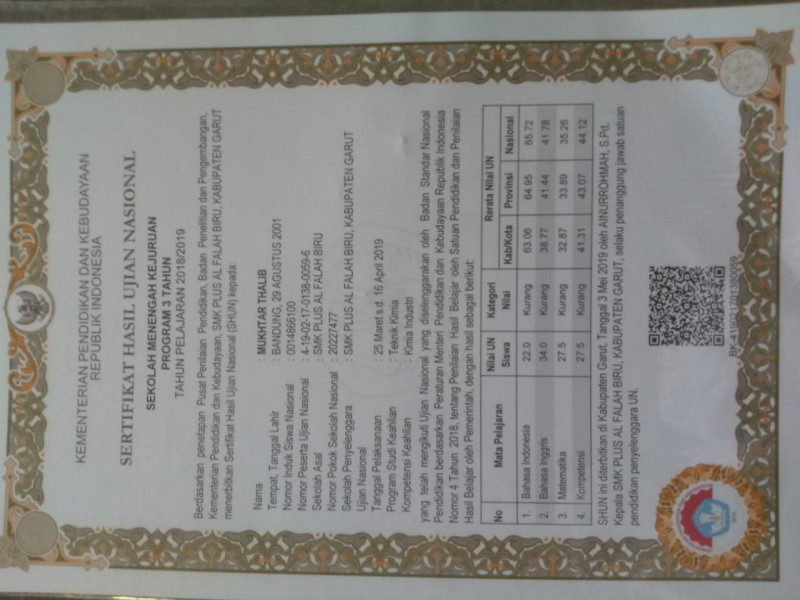 KEMENTERIAN PENDIDIKAN DAN KEBUDAYAAN
REPUBLIK INDONESIA
SERTIFIKAT HASIL UJIAN NASIONAL
SEKOLAH MENENGAH KEJURUAN
PROGRAM 3 TAHUN
TAHUN PELAJARAN 2018/2019
Berdasarkan penetapan Pusat Penilaian Pendidikan, Badan Penelitian dan Pengembangan,
Kementerian Pendidikan dan Kebudayaan, SMK PLUS AL FALAH BIRU, KABUPATEN GARUT
menerbitkan Sertifikat Hasil Ujian Nasional (SHUN) kepada:
Nama : MUKHTAR THALIB
Tempat, Tanggal Lahir : BANDUNG, 29 AGUSTUS 2001
Nomor Induk Siswa Nasional : 0014866100
Nomor Peserta Ujian Nasional : 4-19-02-17-0138-0059-6
Sekolah Asal : SMK PLUS AL FALAH BIRU
Nomor Pokok Sekolah Nasional : 20227477
Sekolah Penyelenggara : SMK PLUS AL FALAH BIRU, KABUPATEN GARUT
Ujian Nasional
Tanggal Pelaksanaan : 25 Maret s.d. 16 April 2019
Program Studi Keahlian : Teknik Kimia
Kompetensi Keahlian : Kimia Industri
yang telah mengikuti Ujian Nasional yang diselenggarakan oleh Badan Standar Nasional
Pendidikan berdasarkan Peraturan Menteri Pendidikan dan Kebudayaan Republik Indonesia
Nomor 4 Tahun 2018, tentang Penilaian Hasil Belajar oleh Satuan Pendidikan dan Penilaian
Hasil Belajar oleh Pemerintah, dengan hasil sebagai berikut:
No Mata Pelajaran Nilai UN Siswa Kategori Nilai Rerata Nilai UN
Kab/Kota Provinsi Nasional
1. Bahasa Indonesia 22.0 Kurang 63.06 64.95 65.72
2. Bahasa Inggris 34.0 Kurang 38.77 41.44 41.78
3. Matematika 27.5 Kurang 32.87 33.89 35.26
4. Kompetensi 27.5 Kurang 41.31 43.07 44.12
SHUN ini diterbitkan di Kabupaten Garut, Tanggal 3 Mei 2019 oleh AINURROHMAH, S.Pd,
Kepala SMK PLUS AL FALAH BIRU, KABUPATEN GARUT, selaku penanggung jawab satuan
pendidikan penyelenggara UN.
BK-419021701380059